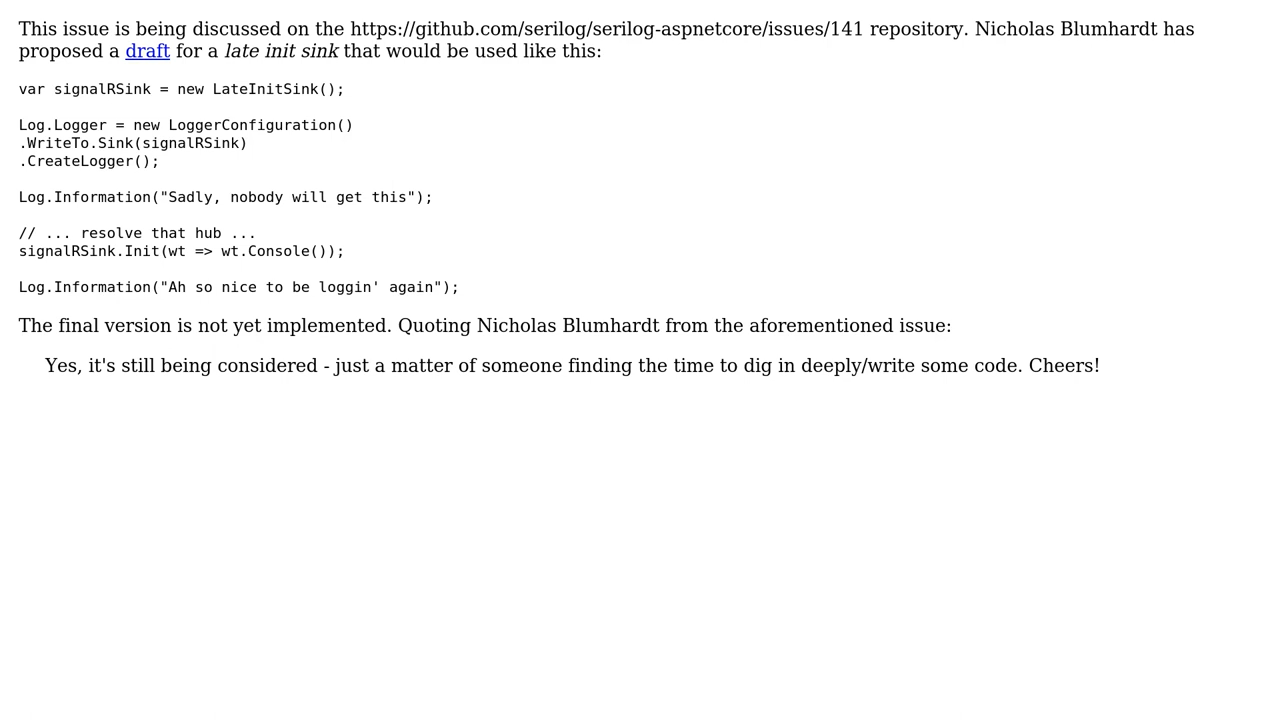 This issue is being discussed on the https://github.com/serilog/serilog-aspnetcore/issues/141 repository. Nicholas Blumhardt has
proposed a draft for a late init sink that would be used like this:
var signalRSink = new LateInitSink();
Log.Logger = new LoggerConfiguration()
.WriteTo.Sink(signalRSink)
.CreateLogger();
Log.Information("Sadly, nobody will get this");
// ... resolve that hub ...
signalRSink.Init(wt => wt.Console());
Log.Information("Ah so nice to be loggin' again");
The final version is not yet implemented. Quoting Nicholas Blumhardt from the aforementioned issue:
Yes, it's still being considered - just a matter of someone finding the time to dig in deeply/write some code. Cheers!